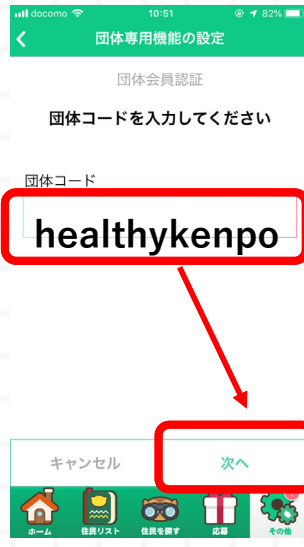 docomo 10:51 82%
団体専用機能の設定
団体会員認証
団体コードを入力してください
団体コード
healthykenpo
キャンセル 次へ
ホーム 住民リスト 住民を探す 応募 その他